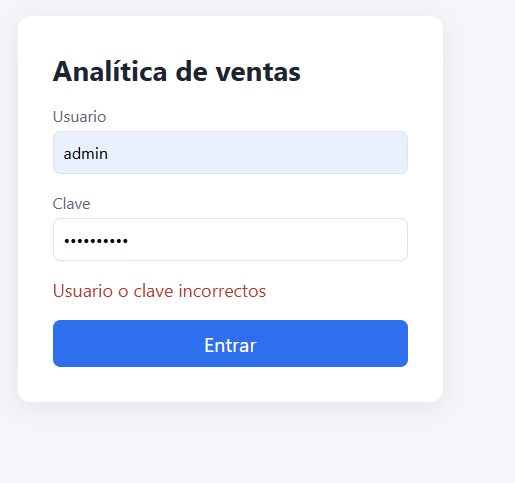 Analítica de ventas
Usuario
admin
Clave
••••••••••
Usuario o clave incorrectos
Entrar